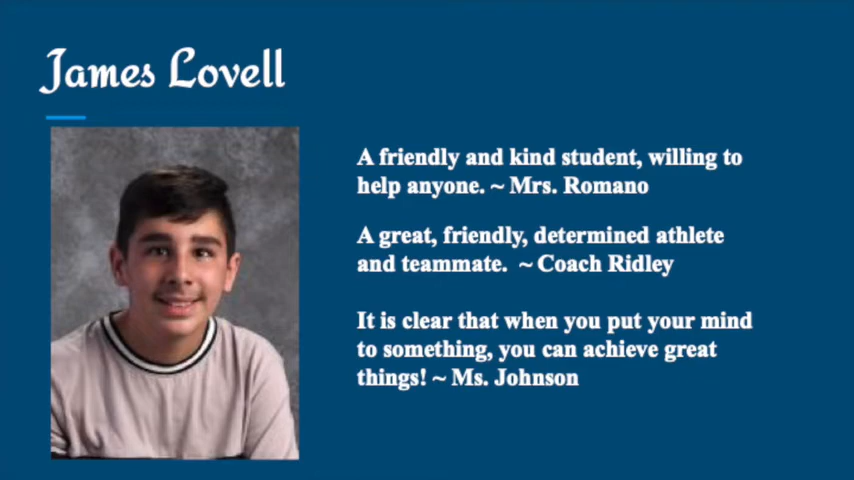 James Lovell
A friendly and kind student, willing to
help anyone. ~ Mrs. Romano
A great, friendly, determined athlete
and teammate. ~ Coach Ridley
It is clear that when you put your mind
to something, you can achieve great
things! ~ Ms. Johnson